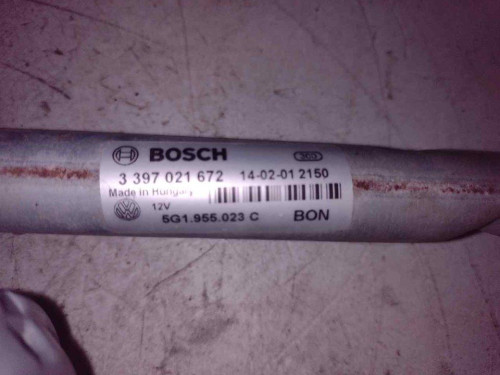 BOSCH
3 397 021 672 14-02-01 2150
Made in Hungary
12V
5G1.955.023 C BON